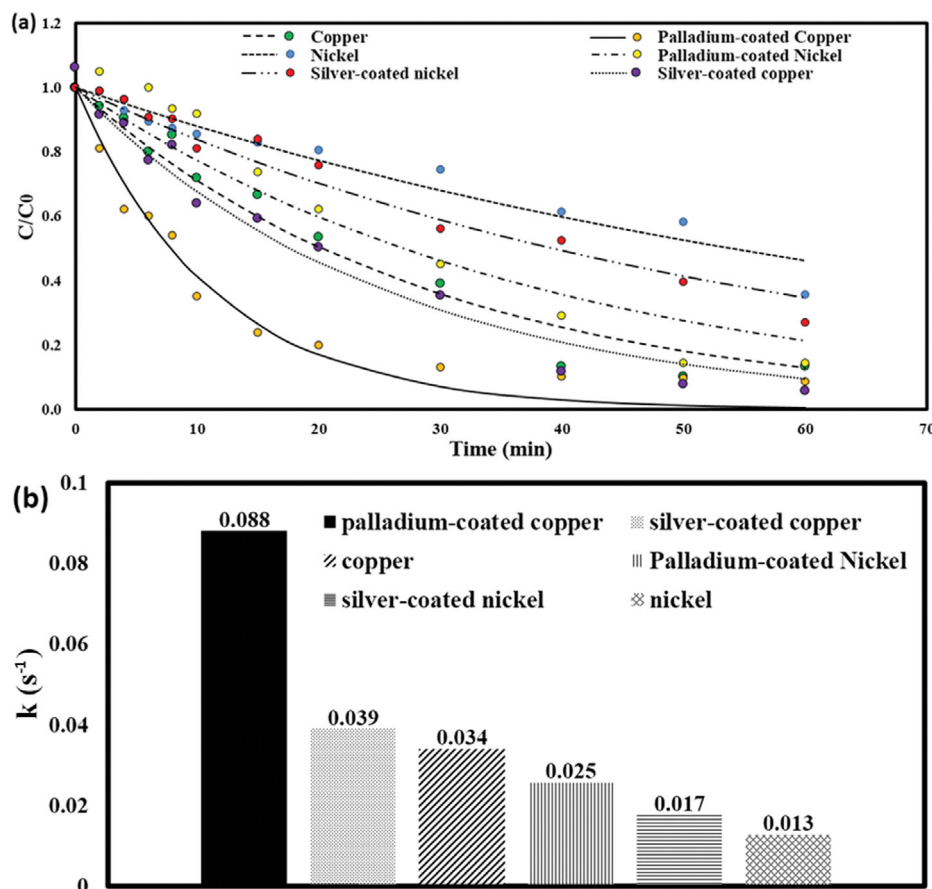 (a)
1.2
1.0
0.8
0.6
0.4
0.2
0.0
C/C0
Copper
Palladium-coated Copper
Nickel
Palladium-coated Nickel
Silver-coated nickel
Silver-coated copper
0 10 20 30 40 50 60 70
Time (min)
(b)
0.1
0.08
0.06
0.04
0.02
0
k (s-1)
palladium-coated copper
silver-coated copper
copper
Palladium-coated Nickel
silver-coated nickel
nickel
0.088
0.039
0.034
0.025
0.017
0.013